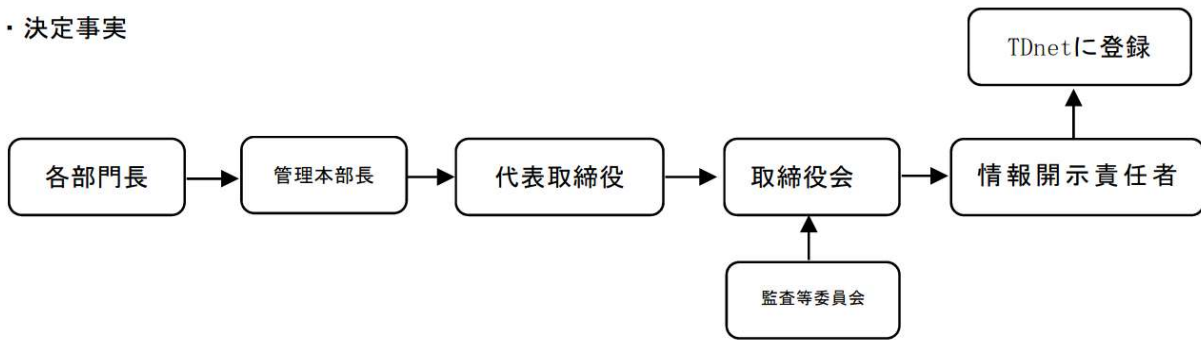 ・決定事実
TDnetに登録
各部門長
管理本部長
代表取締役
取締役会
情報開示責任者
監査等委員会